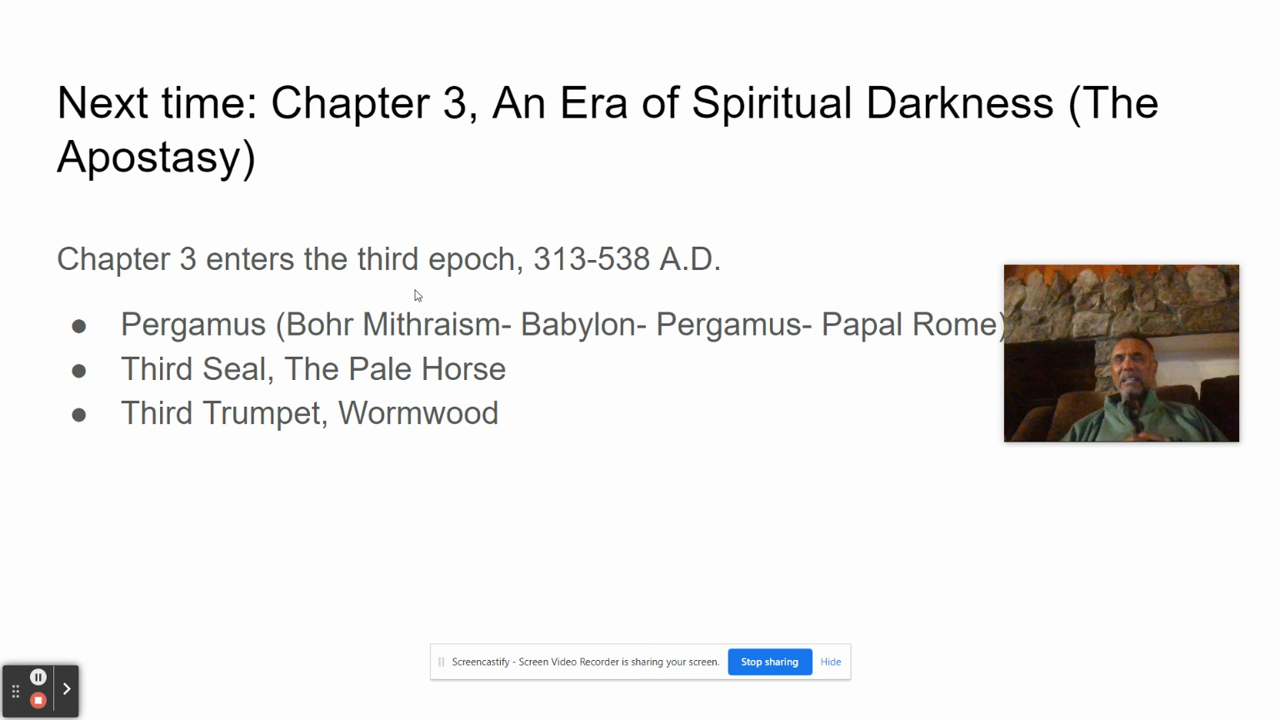 Next time: Chapter 3, An Era of Spiritual Darkness (The
Apostasy)
Chapter 3 enters the third epoch, 313-538 A.D.
● Pergamus (Bohr Mithraism- Babylon- Pergamus- Papal Rome)
● Third Seal, The Pale Horse
● Third Trumpet, Wormwood
Screencastify - Screen Video Recorder is sharing your screen. Stop sharing Hide